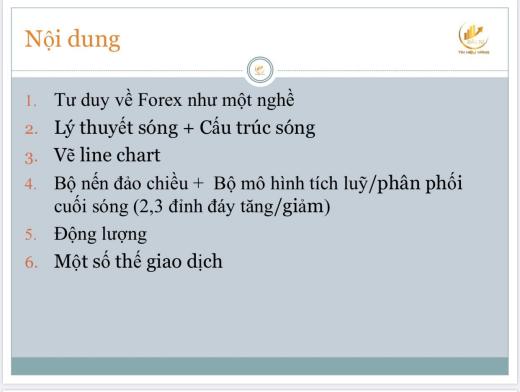 Nội dung
TÍN HIỆU VÀNG
1. Tư duy về Forex như một nghề
2. Lý thuyết sóng + Cấu trúc sóng
3. Vẽ line chart
4. Bộ nến đảo chiều + Bộ mô hình tích luỹ/phân phối
cuối sóng (2,3 đỉnh đáy tăng/giảm)
5. Động lượng
6. Một số thế giao dịch